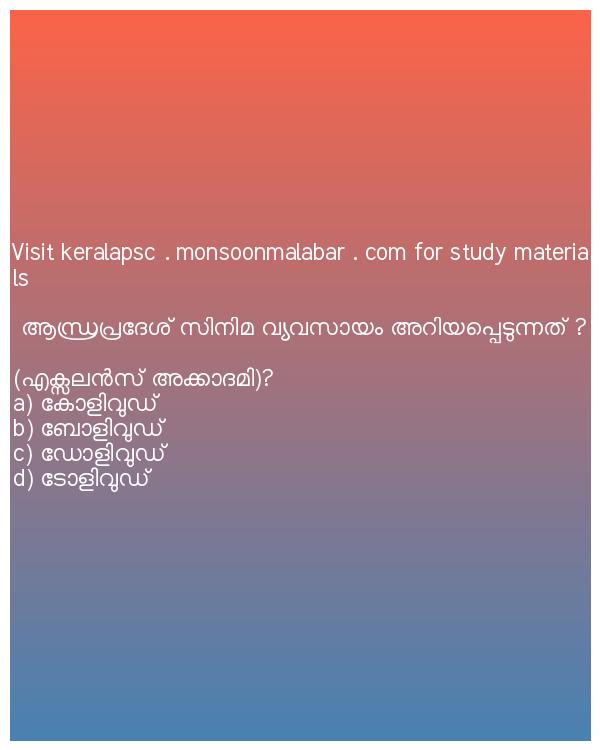 Visit keralapsc . monsoonmalabar . com for study materia
ls
ആന്ധ്രപ്രദേശ് സിനിമ വ്യവസായം അറിയപ്പെടുന്നത് ?
(എക്സലൻസ് അക്കാദമി)?
a) കോളിവുഡ്
b) ബോളിവുഡ്
c) ഡോളിവുഡ്
d) ടോളിവുഡ്